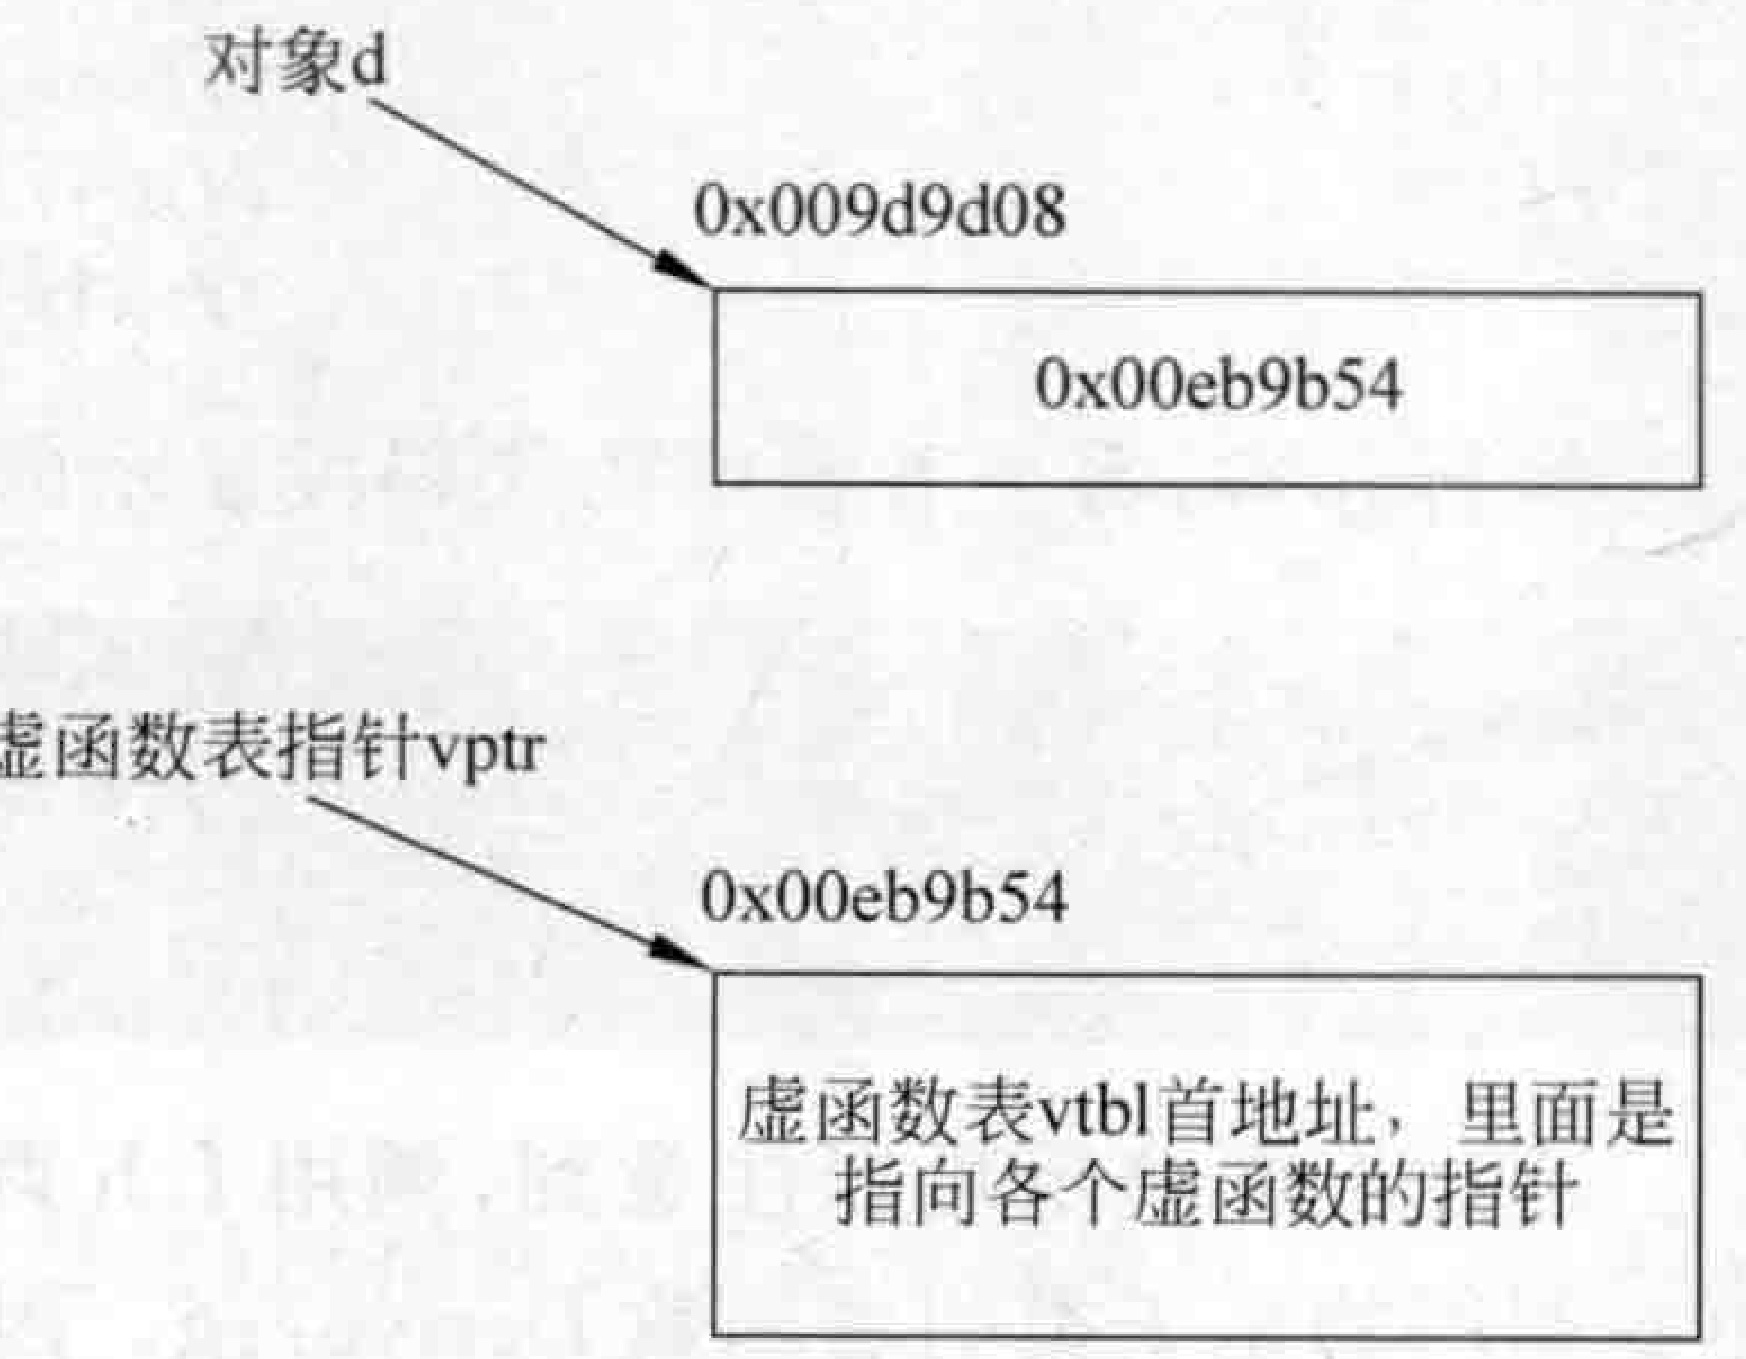 对象d
0x009d9d08
0x00eb9b54
虚函数表指针vptr
0x00eb9b54
虚函数表vtbl首地址，里面是
指向各个虚函数的指针